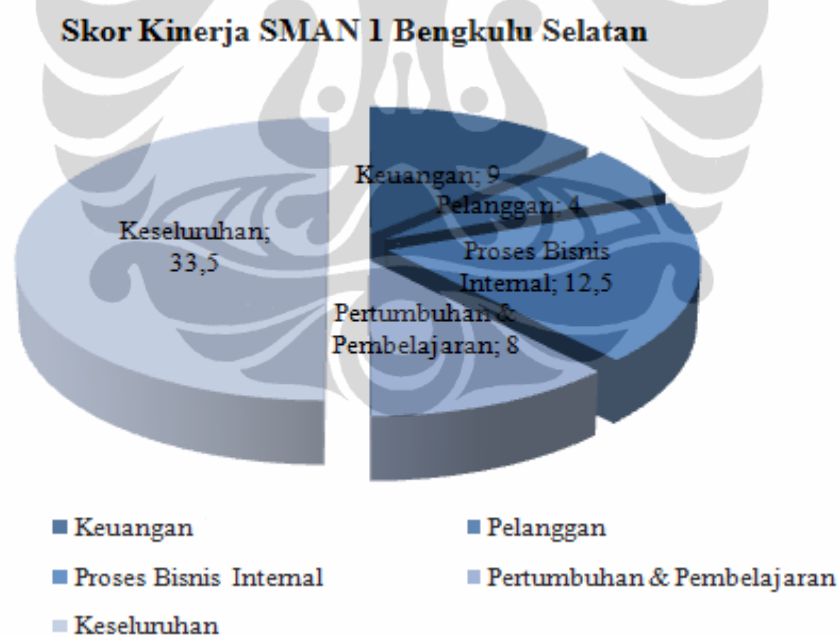 Skor Kinerja SMAN 1 Bengkulu Selatan
Keuangan; 9
Pelanggan; 4
Keseluruhan;
33,5
Proses Bisnis
Internal; 12,5
Pertumbuhan &
Pembelajaran; 8
Keuangan
Pelanggan
Proses Bisnis Internal
Pertumbuhan & Pembelajaran
Keseluruhan